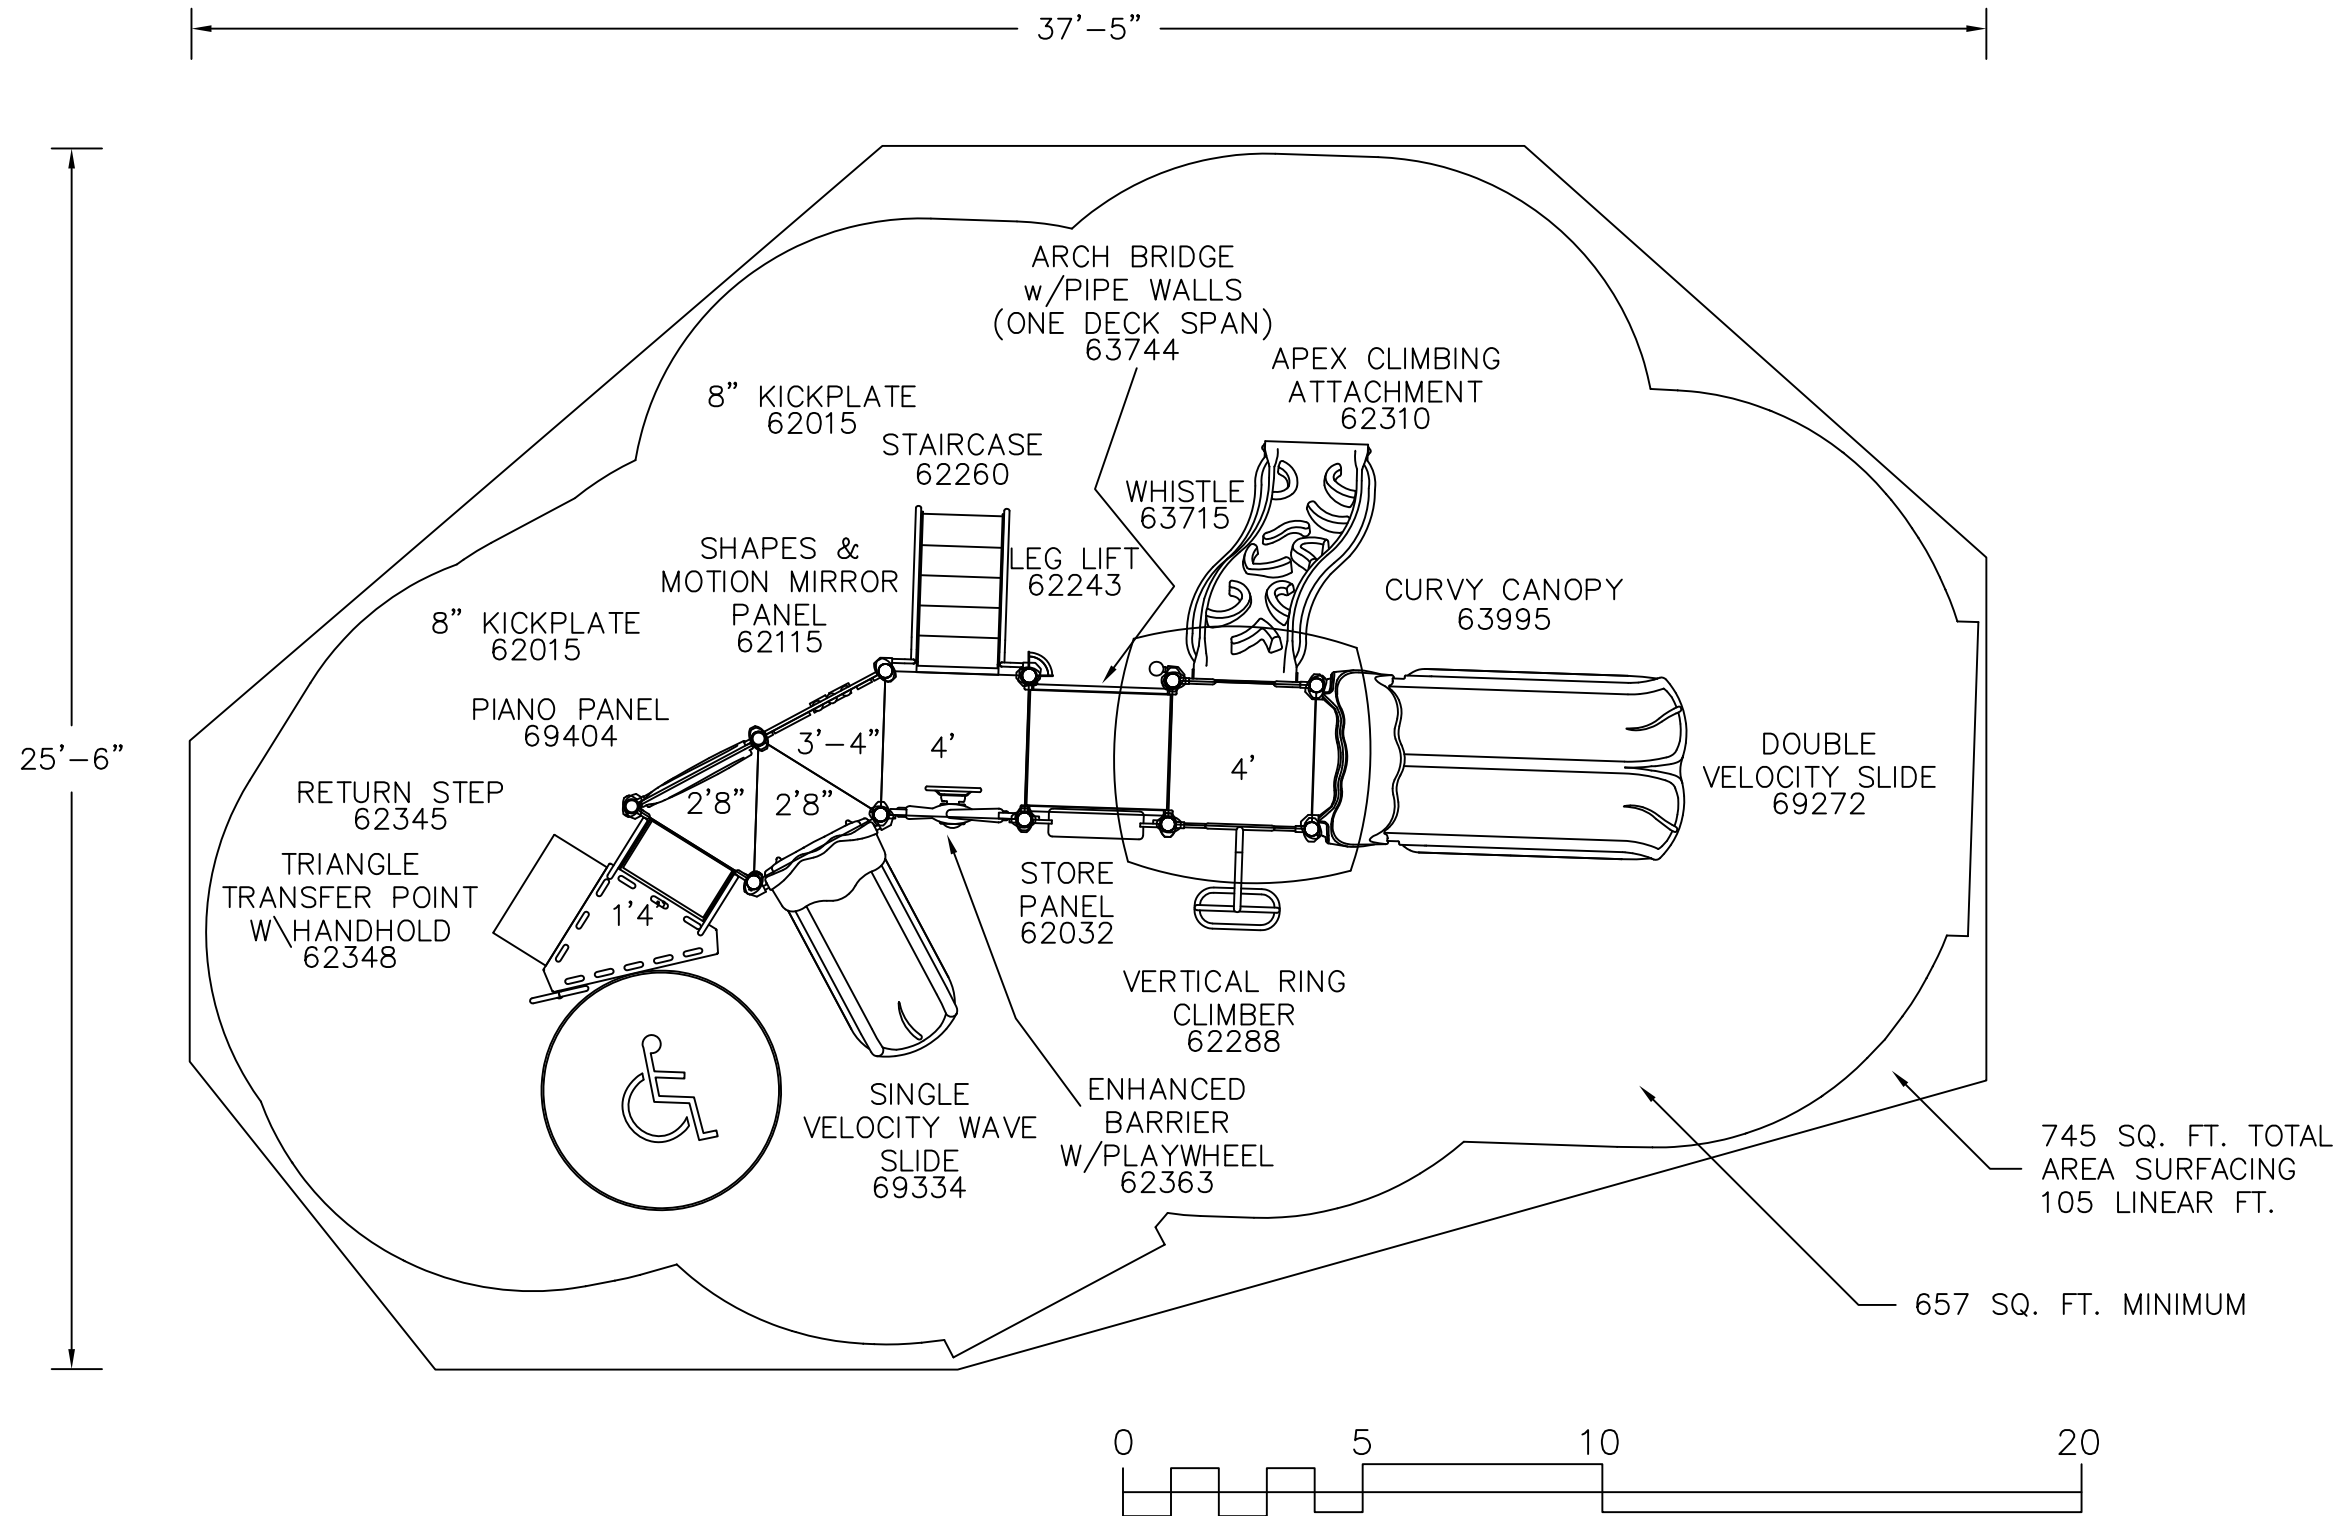 37'-5"
25'-6"
ARCH BRIDGE
w/PIPE WALLS
(ONE DECK SPAN)
63744
APEX CLIMBING
ATTACHMENT
62310
8" KICKPLATE
62015
STAIRCASE
62260
WHISTLE
63715
SHAPES &
MOTION MIRROR
PANEL
62115
LEG LIFT
62243
CURVY CANOPY
63995
8" KICKPLATE
62015
PIANO PANEL
69404
3'-4"
4'
4'
2'8"
2'8"
DOUBLE
VELOCITY SLIDE
69272
RETURN STEP
62345
TRIANGLE
TRANSFER POINT
W\HANDHOLD
62348
1'4"
STORE
PANEL
62032
VERTICAL RING
CLIMBER
62288
SINGLE
VELOCITY WAVE
SLIDE
69334
ENHANCED
BARRIER
W/PLAYWHEEL
62363
745 SQ. FT. TOTAL
AREA SURFACING
105 LINEAR FT.
657 SQ. FT. MINIMUM
0 5 10 20